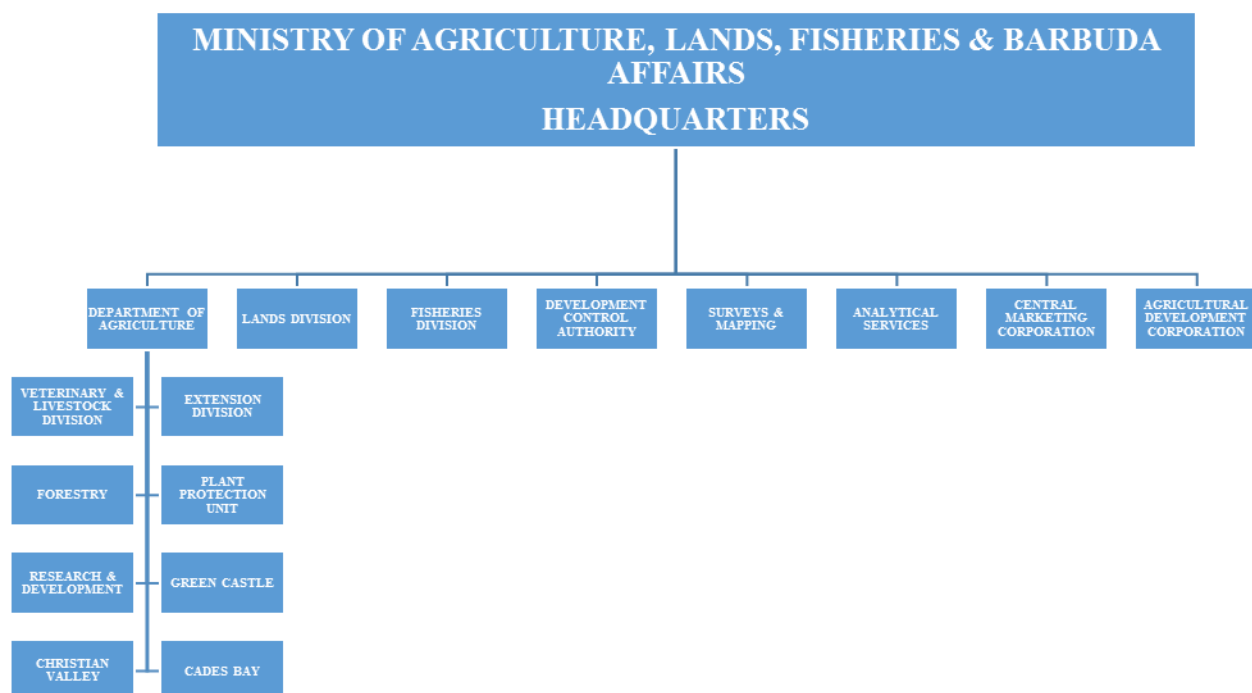 MINISTRY OF AGRICULTURE, LANDS, FISHERIES & BARBUDA
AFFAIRS
HEADQUARTERS
DEPARTMENT OF
AGRICULTURE
LANDS DIVISION
FISHERIES
DIVISION
DEVELOPMENT
CONTROL
AUTHORITY
SURVEYS &
MAPPING
ANALYTICAL
SERVICES
CENTRAL
MARKETING
CORPORATION
AGRICULTURAL
DEVELOPMENT
CORPORATION
VETERINARY &
LIVESTOCK
DIVISION
EXTENSION
DIVISION
FORESTRY
PLANT
PROTECTION
UNIT
RESEARCH &
DEVELOPMENT
GREEN CASTLE
CHRISTIAN
VALLEY
CADES BAY